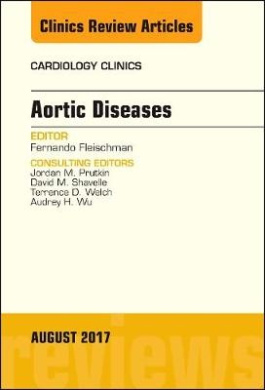 Clinics Review Articles
CARDIOLOGY CLINICS
Aortic Diseases
EDITOR
Fernando Fleischman
CONSULTING EDITORS
Jordan M. Prutkin
David M. Shavelle
Terrence D. Welch
Audrey H. Wu
AUGUST 2017
reviews